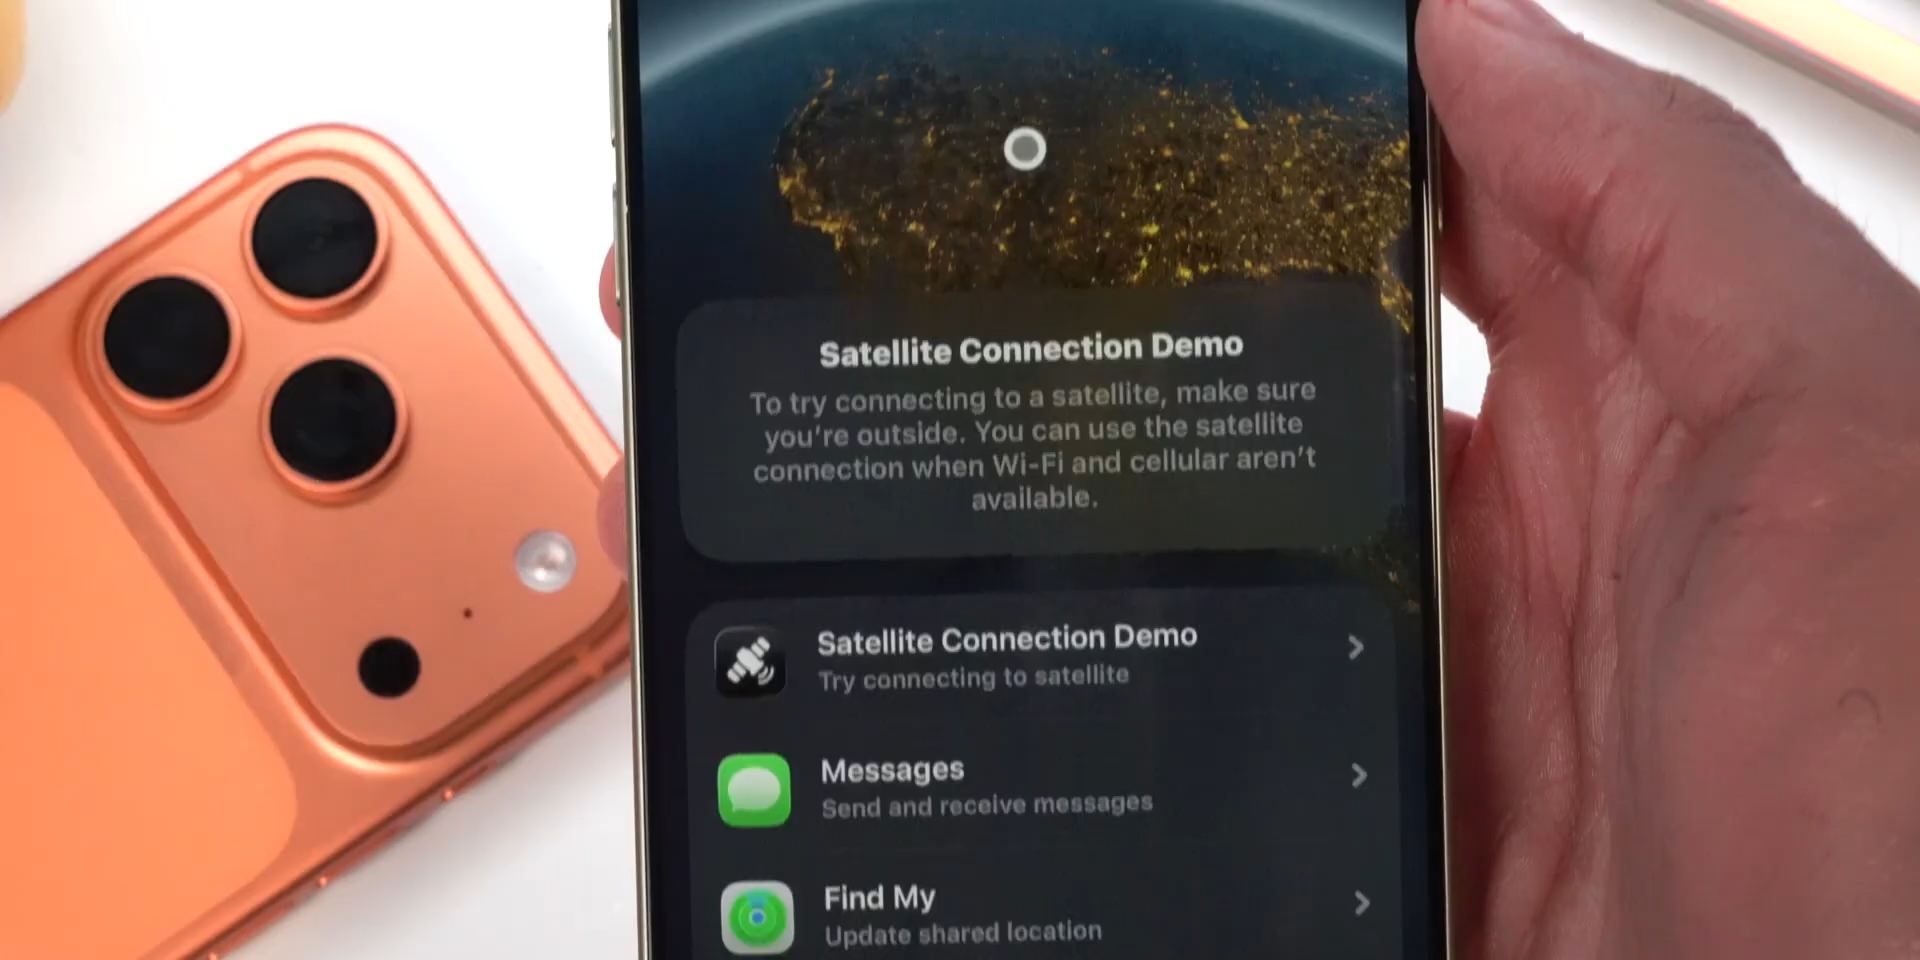 Satellite Connection Demo
To try connecting to a satellite, make sure
you're outside. You can use the satellite
connection when Wi-Fi and cellular aren't
available.
Satellite Connection Demo
Try connecting to satellite
Messages
Send and receive messages
Find My
Update shared location